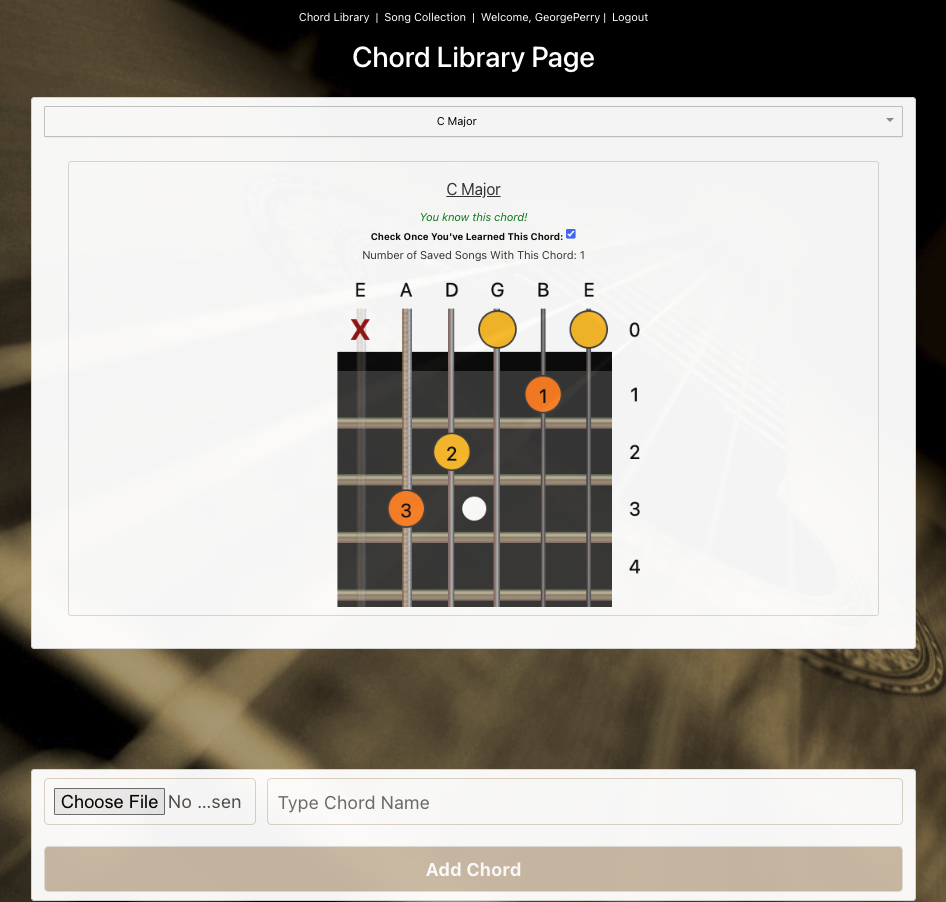 Chord Library | Song Collection | Welcome, GeorgePerry | Logout
Chord Library Page
C Major
C Major
You know this chord!
Check Once You've Learned This Chord:
Number of Saved Songs With This Chord: 1
E A D G B E
X 0
1 1
2 2
3 3
4
Choose File No ...sen Type Chord Name
Add Chord